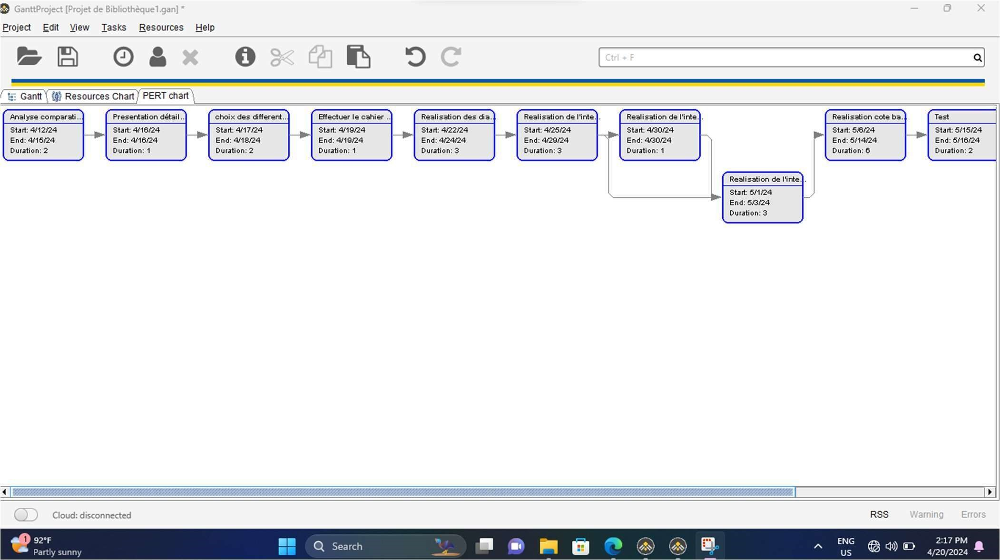 GanttProject [Projet de Bibliothèque1.gan] *
Project Edit View Tasks Resources Help
Ctrl + F
Gantt Resources Chart PERT chart
Analyse comparati...
Start: 4/12/24
End: 4/15/24
Duration: 2
Presentation détail...
Start: 4/16/24
End: 4/16/24
Duration: 1
choix des different...
Start: 4/17/24
End: 4/18/24
Duration: 2
Effectuer le cahier ...
Start: 4/19/24
End: 4/19/24
Duration: 1
Realisation des dia...
Start: 4/22/24
End: 4/24/24
Duration: 3
Realisation de l'inte...
Start: 4/25/24
End: 4/29/24
Duration: 3
Realisation de l'inte...
Start: 4/30/24
End: 4/30/24
Duration: 1
Realisation de l'inte...
Start: 5/1/24
End: 5/3/24
Duration: 3
Realisation cote ba...
Start: 5/6/24
End: 5/14/24
Duration: 6
Test
Start: 5/15/24
End: 5/16/24
Duration: 2
Cloud: disconnected
RSS Warning Errors
1
92°F
Partly sunny
Search
ENG
US
2:17 PM
4/20/2024